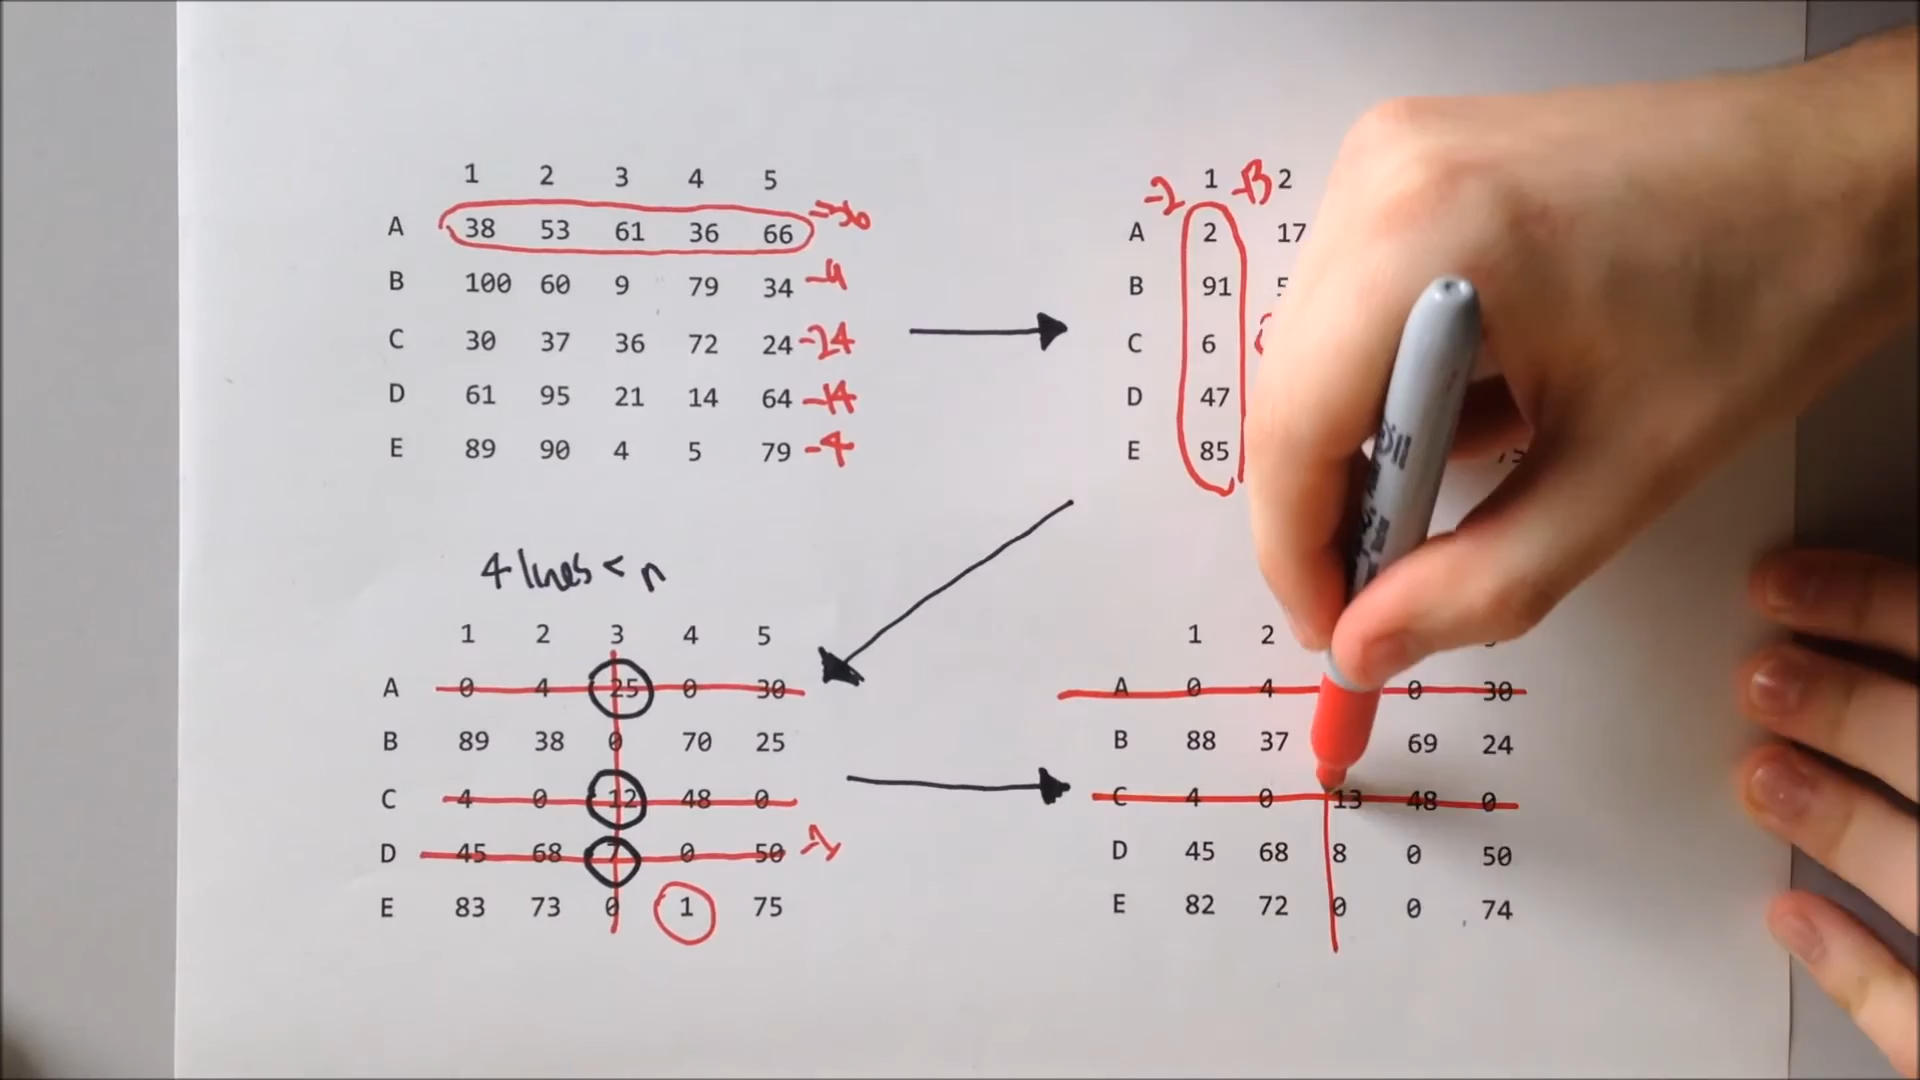 1 2 3 4 5
A 38 53 61 36 66 -36
B 100 60 9 79 34 -9
C 30 37 36 72 24 -24
D 61 95 21 14 64 -14
E 89 90 4 5 79 -4
-2 1 -13 2
A 2 17
B 91 5
C 6
D 47
E 85
4 lines < n
1 2 3 4 5
A 0 4 25 0 30
B 89 38 0 70 25
C 4 0 12 48 0
D 45 68 7 0 50 -1
E 83 73 0 1 75
1 2
A 0 4 0 30
B 88 37 69 24
C 4 0 13 48 0
D 45 68 8 0 50
E 82 72 0 0 74